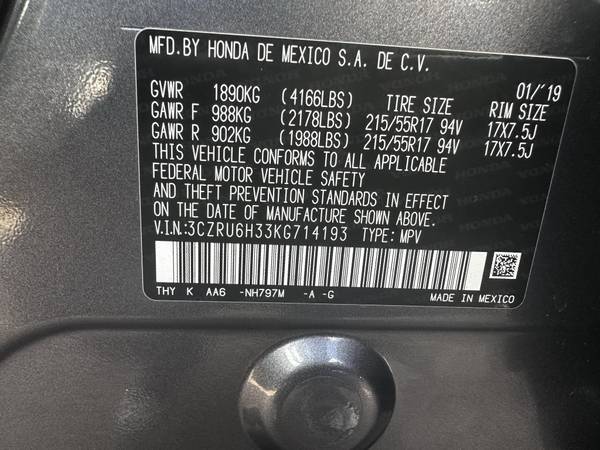 MFD.BY HONDA DE MEXICO S.A. DE C.V.
GVWR 1890KG (4166LBS) 01/'19
GAWR F 988KG (2178LBS) TIRE SIZE RIM SIZE
GAWR R 902KG (1988LBS) 215/55R17 94V 17X7.5J
215/55R17 94V 17X7.5J
THIS VEHICLE CONFORMS TO ALL APPLICABLE
FEDERAL MOTOR VEHICLE SAFETY
AND THEFT PREVENTION STANDARDS IN EFFECT
ON THE DATE OF MANUFACTURE SHOWN ABOVE.
V.I.N:3CZRU6H33KG714193 TYPE: MPV
THY K AA6 -NH797M -A -G MADE IN MEXICO